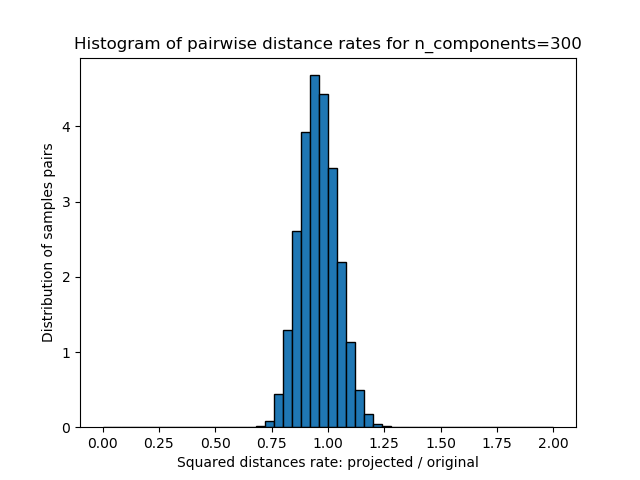 Histogram of pairwise distance rates for n_components=300
Distribution of samples pairs
4
3
2
1
0
0.00 0.25 0.50 0.75 1.00 1.25 1.50 1.75 2.00
Squared distances rate: projected / original